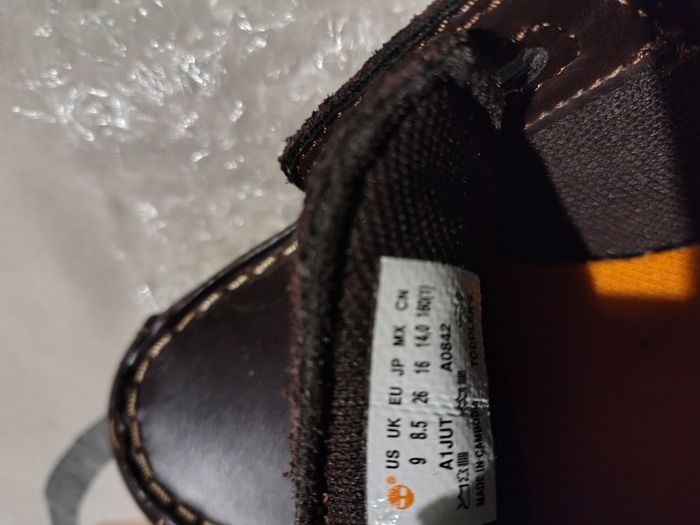 US UK EU JP MX CN
9 8.5 26 16 14.0 160(1)
A1JUT A0842
TODDLERS
MADE IN CAMBODIA